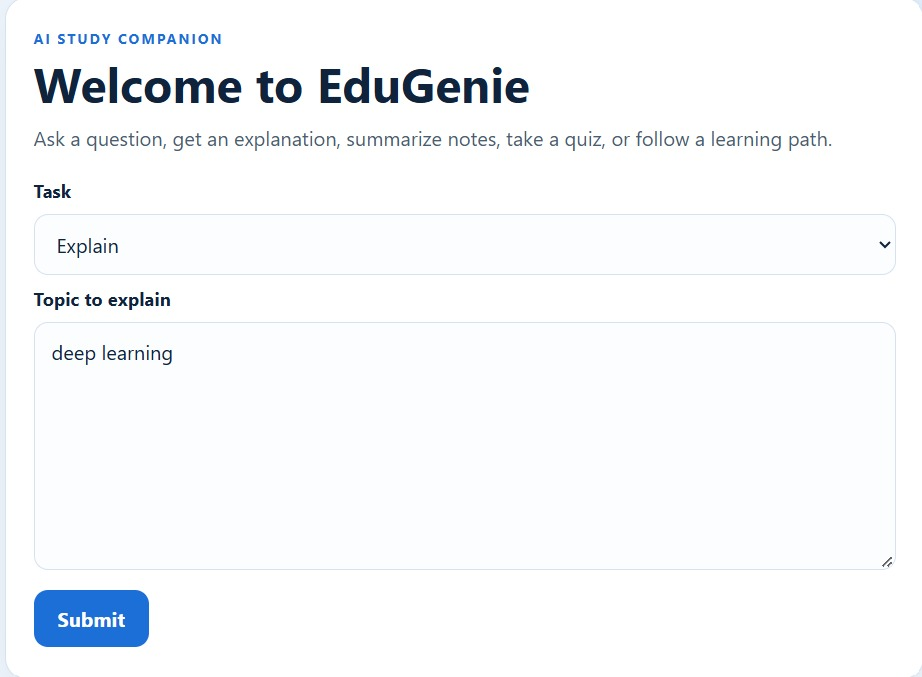 AI STUDY COMPANION
Welcome to EduGenie
Ask a question, get an explanation, summarize notes, take a quiz, or follow a learning path.
Task
Explain
Topic to explain
deep learning
Submit